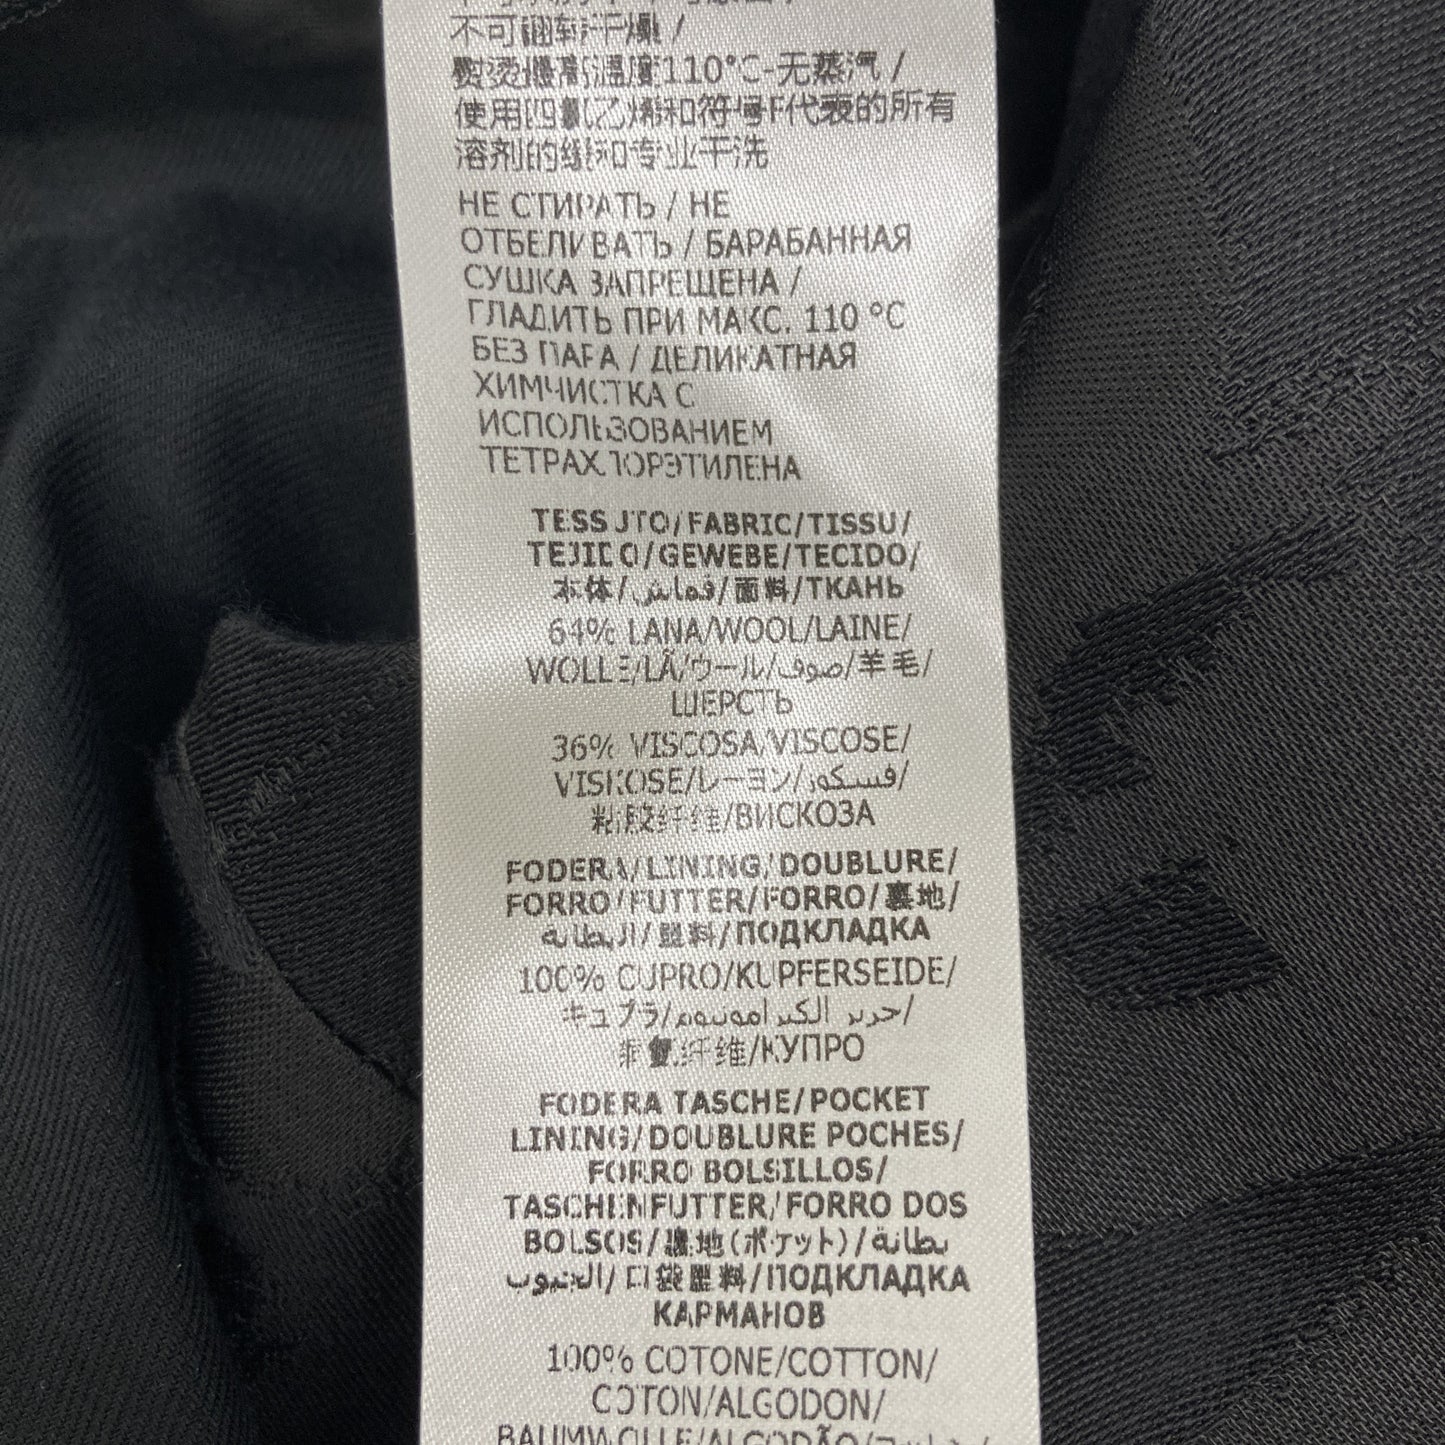 不可翻转干燥 /
熨烫最高温度110°C-无蒸汽 /
使用四氯乙烯和符号F代表的所有
溶剂的缓和专业干洗
НЕ СТИРАТЬ / НЕ
ОТБЕЛИВАТЬ / БАРАБАННАЯ
СУШКА ЗАПРЕЩЕНА /
ГЛАДИТЬ ПРИ МАКС. 110 °C
БЕЗ ПАРА / ДЕЛИКАТНАЯ
ХИМЧИСТКА С
ИСПОЛЬЗОВАНИЕМ
ТЕТРАХЛОРЭТИЛЕНА
TESSUTO/FABRIC/TISSU/
TEJIDO/GEWEBE/TECIDO/
本体/قماش/面料/ТКАНЬ
64% LANA/WOOL/LAINE/
WOLLE/LÃ/ウール/صوف/羊毛/
ШЕРСТЬ
36% VISCOSA/VISCOSE/
VISKOSE/レーヨン/فسكوز/
粘胶纤维/ВИСКОЗА
FODERA/LINING/DOUBLURE/
FORRO/FUTTER/FORRO/裏地/
البطانة/里料/ПОДКЛАДКА
100% CUPRO/KUPFERSEIDE/
キュプラ/حرير الكبرامونيوم/
铜氨纤维/КУПРО
FODERA TASCHE/POCKET
LINING/DOUBLURE POCHES/
FORRO BOLSILLOS/
TASCHENFUTTER/FORRO DOS
BOLSOS/裏地(ポケット)/بطانة
الجيوب/口袋里料/ПОДКЛАДКА
КАРМАНОВ
100% COTONE/COTTON/
COTON/ALGODON/
BAUMWOLLE/ALGODÃO/コットン/